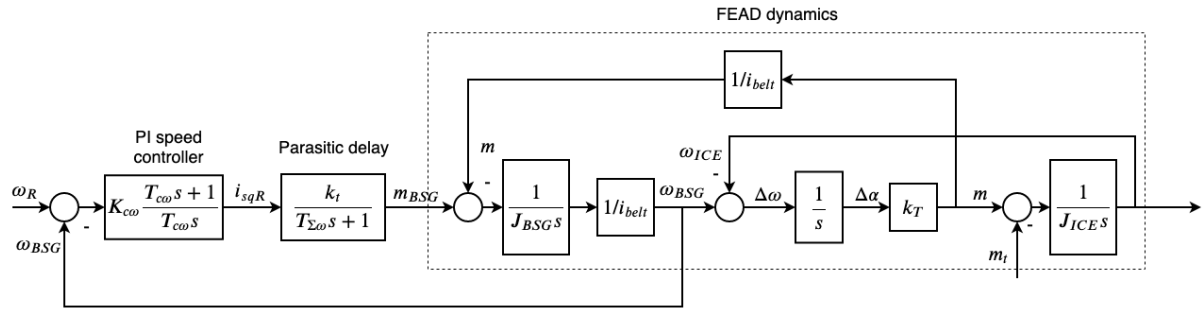 FEAD dynamics
1/i_belt
PI speed
controller
Parasitic delay
m
ω_ICE
ω_R
K_cω (T_cω s + 1)/(T_cω s)
i_sqR
k_t/(T_Σω s + 1)
m_BSG
-
1/(J_BSG s)
1/i_belt
ω_BSG
-
Δω
1/s
Δα
k_T
m
1/(J_ICE s)
-
-
ω_BSG
m_t